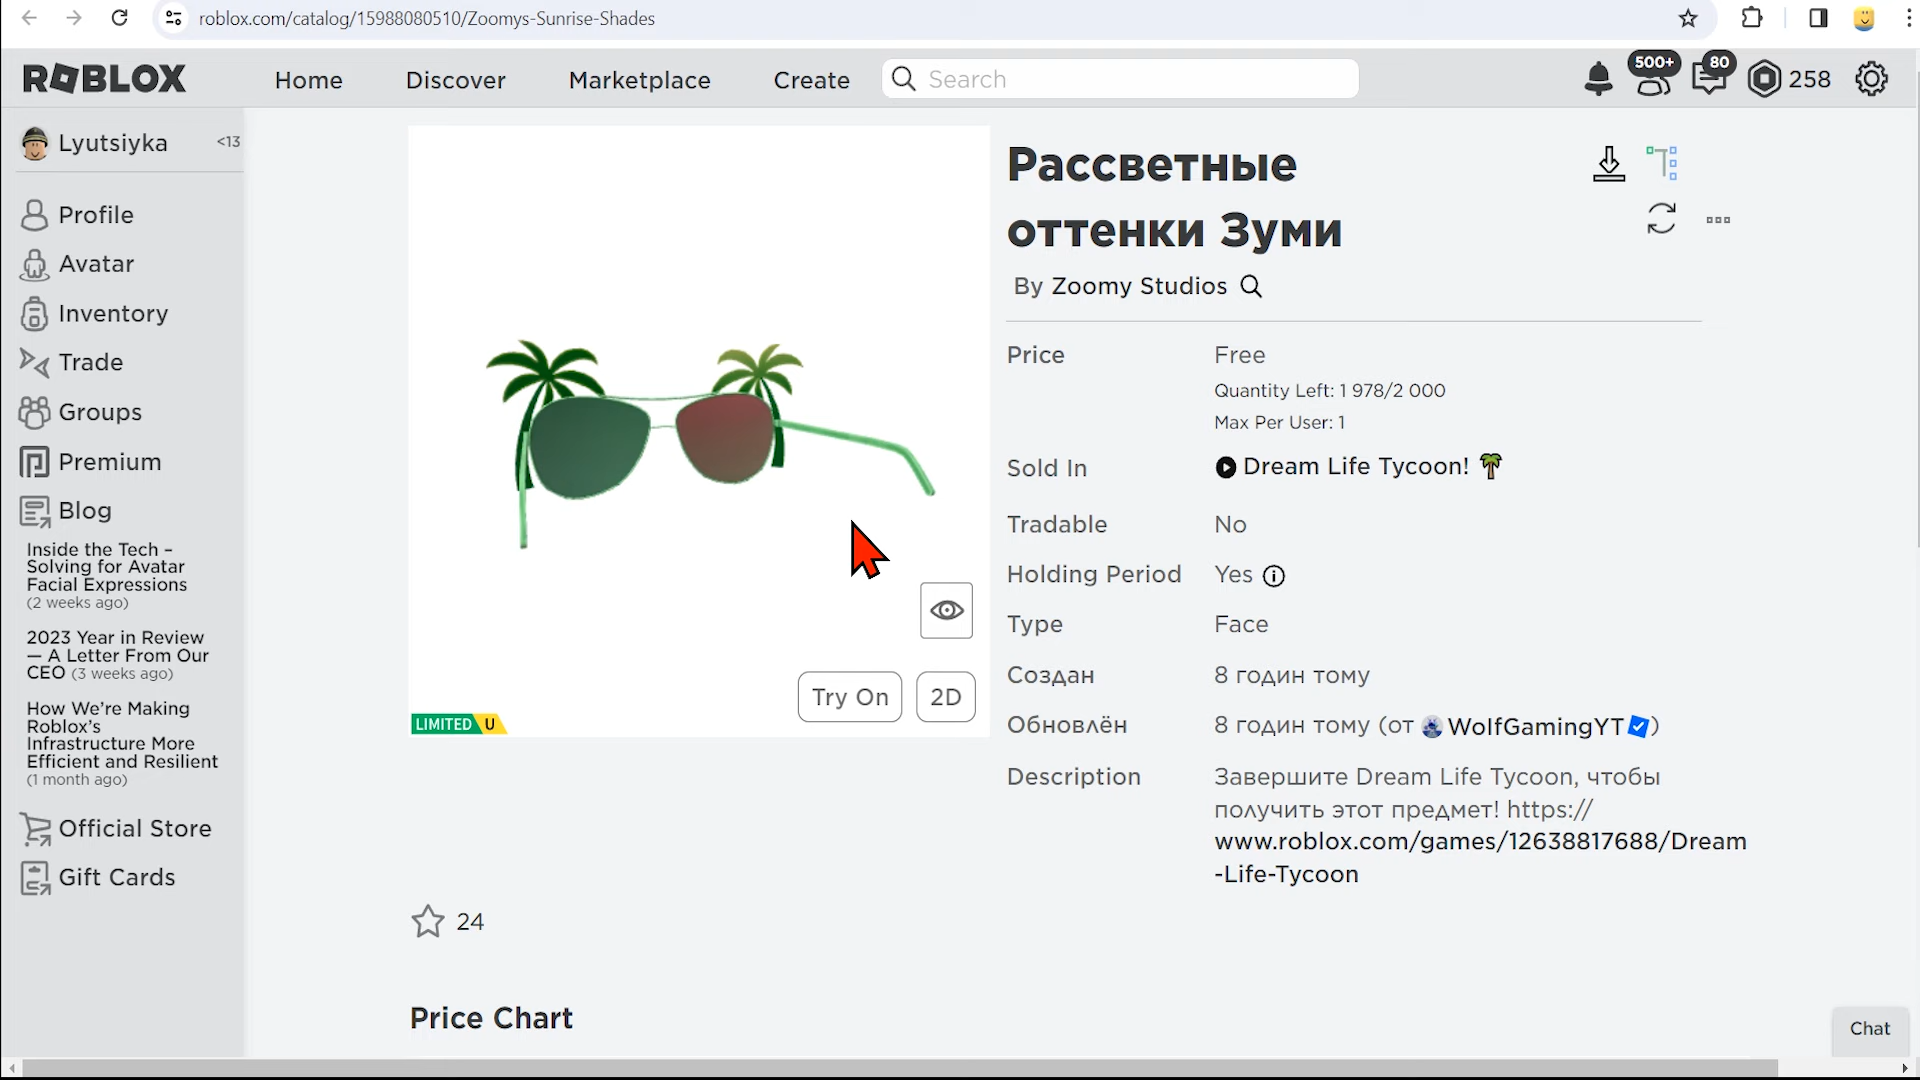 roblox.com/catalog/15988080510/Zoomys-Sunrise-Shades
ROBLOX
Home
Discover
Marketplace
Create
Search
500+
80
258
Lyutsiyka
<13
Profile
Avatar
Inventory
Trade
Groups
Premium
Blog
Inside the Tech –
Solving for Avatar
Facial Expressions
(2 weeks ago)
2023 Year in Review
— A Letter From Our
CEO (3 weeks ago)
How We're Making
Roblox's
Infrastructure More
Efficient and Resilient
(1 month ago)
Official Store
Gift Cards
Try On
2D
LIMITED U
24
Price Chart
Рассветные
оттенки Зуми
By Zoomy Studios
Price
Free
Quantity Left: 1 978/2 000
Max Per User: 1
Sold In
Dream Life Tycoon! 🌴
Tradable
No
Holding Period
Yes
Type
Face
Создан
8 годин тому
Обновлён
8 годин тому (от WolfGamingYT)
Description
Завершите Dream Life Tycoon, чтобы
получить этот предмет! https://
www.roblox.com/games/12638817688/Dream
-Life-Tycoon
Chat